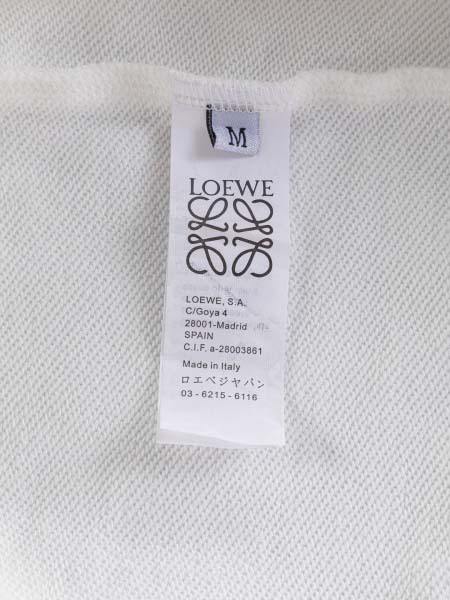 M
LOEWE
LOEWE, S.A.
C/Goya 4
28001-Madrid
SPAIN
C.I.F. a-28003861
Made in Italy
ロエベジャパン
03-6215-6116